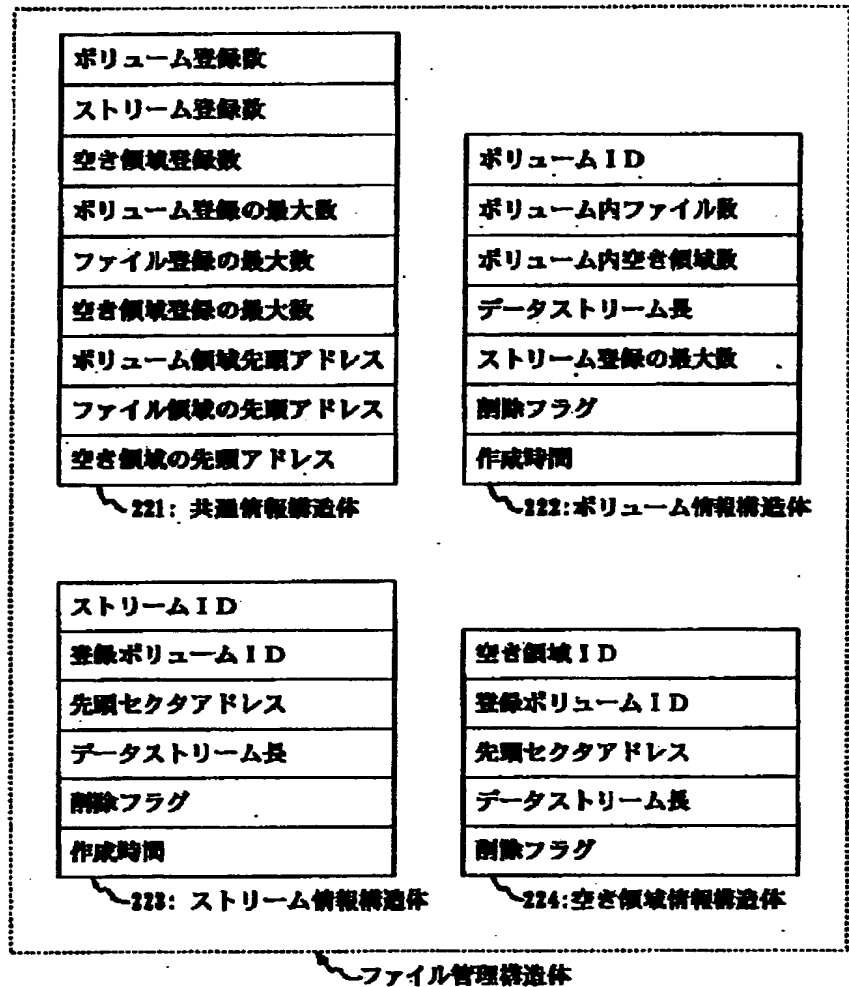 ボリューム登録数
ストリーム登録数
空き領域登録数
ボリューム登録の最大数
ファイル登録の最大数
空き領域登録の最大数
ボリューム領域先頭アドレス
ファイル領域の先頭アドレス
空き領域の先頭アドレス
221: 共通情報構造体
ボリュームID
ボリューム内ファイル数
ボリューム内空き領域数
データストリーム長
ストリーム登録の最大数
削除フラグ
作成時間
222:ボリューム情報構造体
ストリームID
登録ボリュームID
先頭セクタアドレス
データストリーム長
削除フラグ
作成時間
223: ストリーム情報構造体
空き領域ID
登録ボリュームID
先頭セクタアドレス
データストリーム長
削除フラグ
224:空き領域情報構造体
ファイル管理構造体